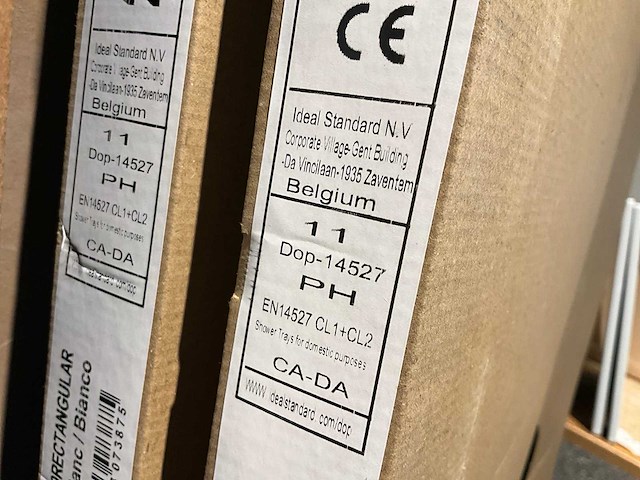 Ideal Standard N.V
Corporate Village-Gent Building
-Da Vincilaan-1935 Zaventem
Belgium
11
Dop-14527
PH
EN14527 CL1+CL2
Shower Trays for domestic purposes
CA-DA
RECTANGULAR
anc / Bianco
073875
CE
Ideal Standard N.V
Corporate Village-Gent Building
-Da Vincilaan-1935 Zaventem
Belgium
11
Dop-14527
PH
EN14527 CL1+CL2
Shower Trays for domestic purposes
CA-DA
www.idealstandard.com/dop